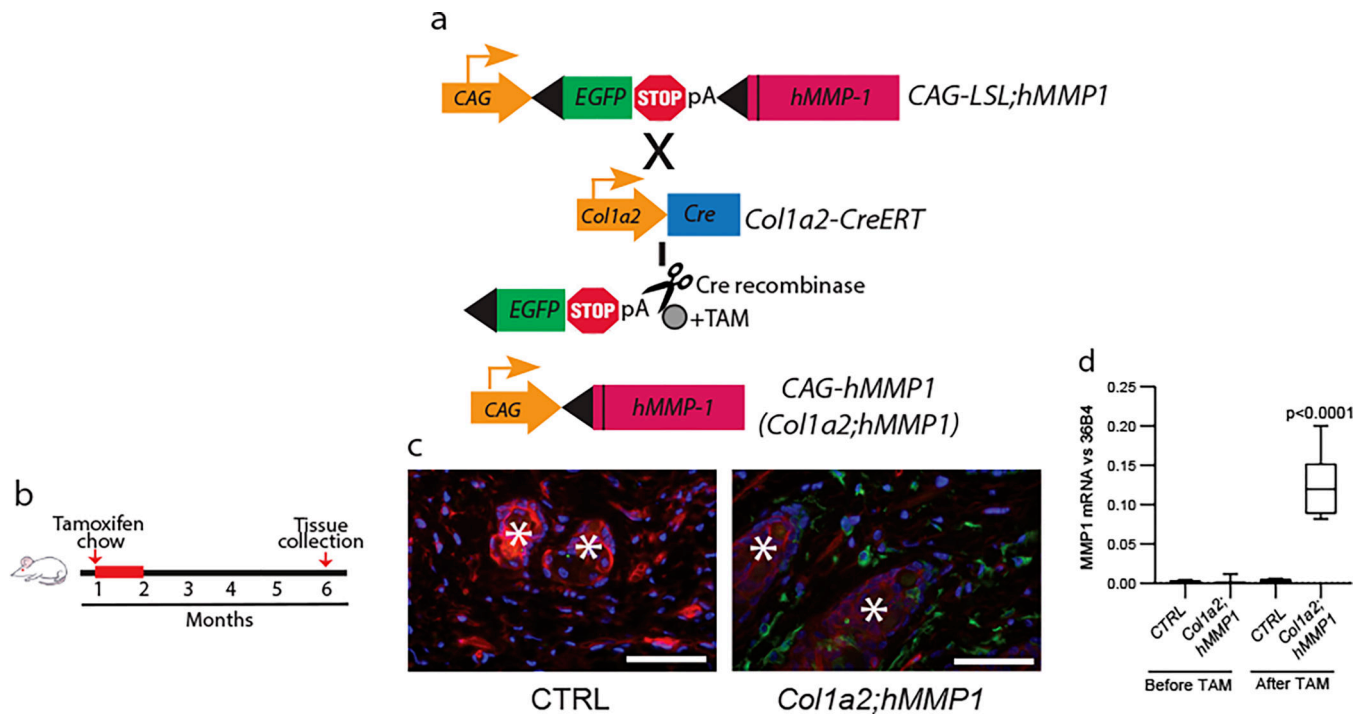 a
CAG EGFP STOP pA hMMP-1 CAG-LSL;hMMP1
X
Col1a2 Cre Col1a2-CreERT
EGFP STOP pA Cre recombinase
+TAM
CAG hMMP-1 CAG-hMMP1
(Col1a2;hMMP1)
b
Tamoxifen
chow
Tissue
collection
1 2 3 4 5 6
Months
c
* * * *
CTRL Col1a2;hMMP1
d
MMP1 mRNA vs 36B4
0.25
0.20
0.15
0.10
0.05
0.00
p<0.0001
CTRL
Col1a2;
hMMP1
CTRL
Col1a2;
hMMP1
Before TAM After TAM